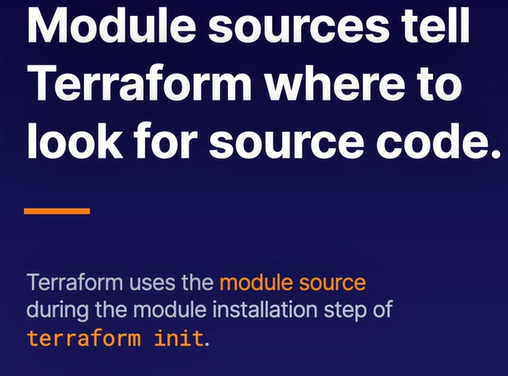 Module sources tell
Terraform where to
look for source code.
Terraform uses the module source
during the module installation step of
terraform init.